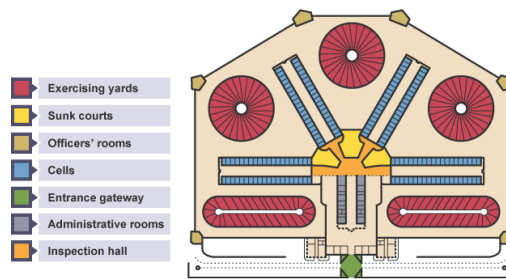 Exercising yards
Sunk courts
Officers' rooms
Cells
Entrance gateway
Administrative rooms
Inspection hall